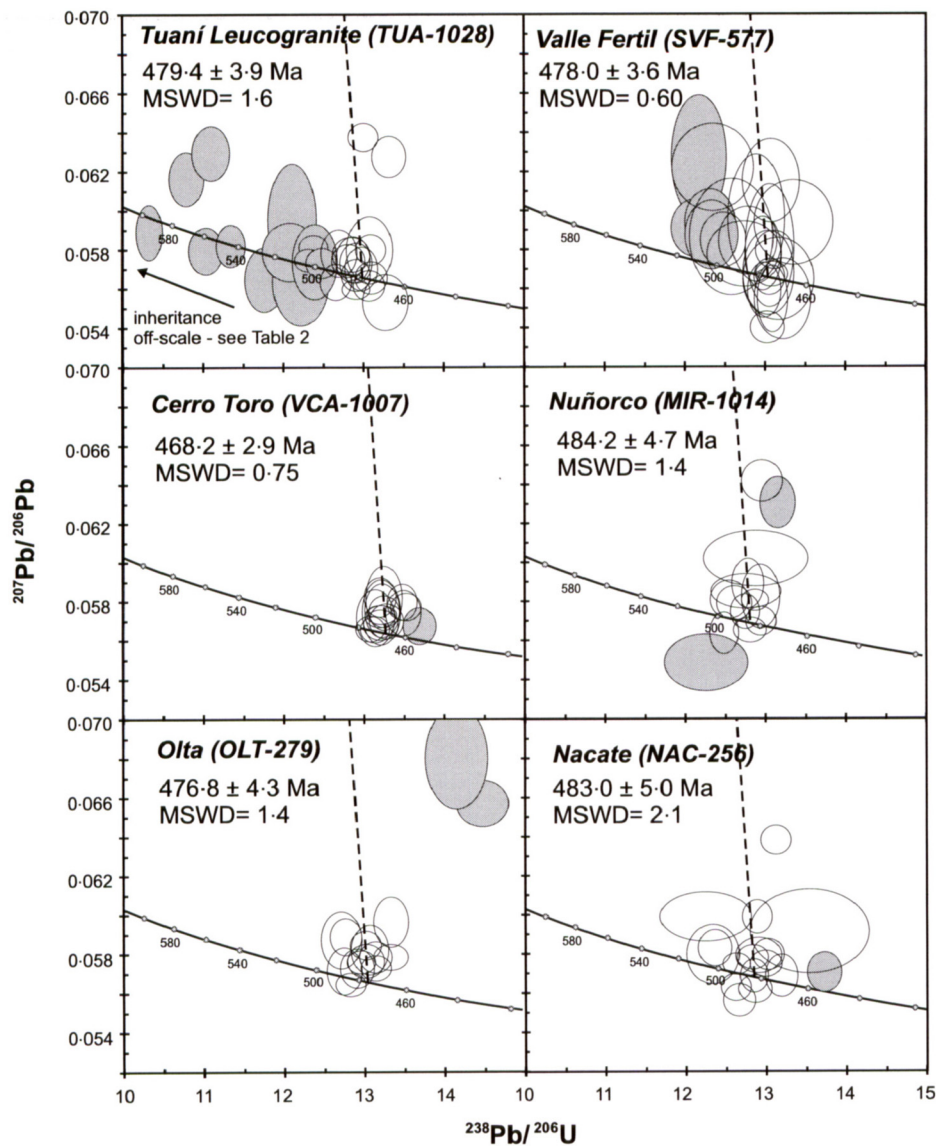 0·070
0·066
0·062
0·058
0·054
Tuaní Leucogranite (TUA-1028)
479·4 ± 3·9 Ma
MSWD= 1·6
580
540
500
460
inheritance
off-scale - see Table 2
Valle Fertil (SVF-577)
478·0 ± 3·6 Ma
MSWD= 0·60
580
540
500
460
0·070
0·066
0·062
0·058
0·054
Cerro Toro (VCA-1007)
468·2 ± 2·9 Ma
MSWD= 0·75
580
540
500
460
Nuñorco (MIR-1014)
484·2 ± 4·7 Ma
MSWD= 1·4
580
540
500
460
²⁰⁷Pb/²⁰⁶Pb
0·070
0·066
0·062
0·058
0·054
Olta (OLT-279)
476·8 ± 4·3 Ma
MSWD= 1·4
580
540
500
460
Nacate (NAC-256)
483·0 ± 5·0 Ma
MSWD= 2·1
580
540
500
460
10 11 12 13 14 10 11 12 13 14 15
²³⁸Pb/²⁰⁶U